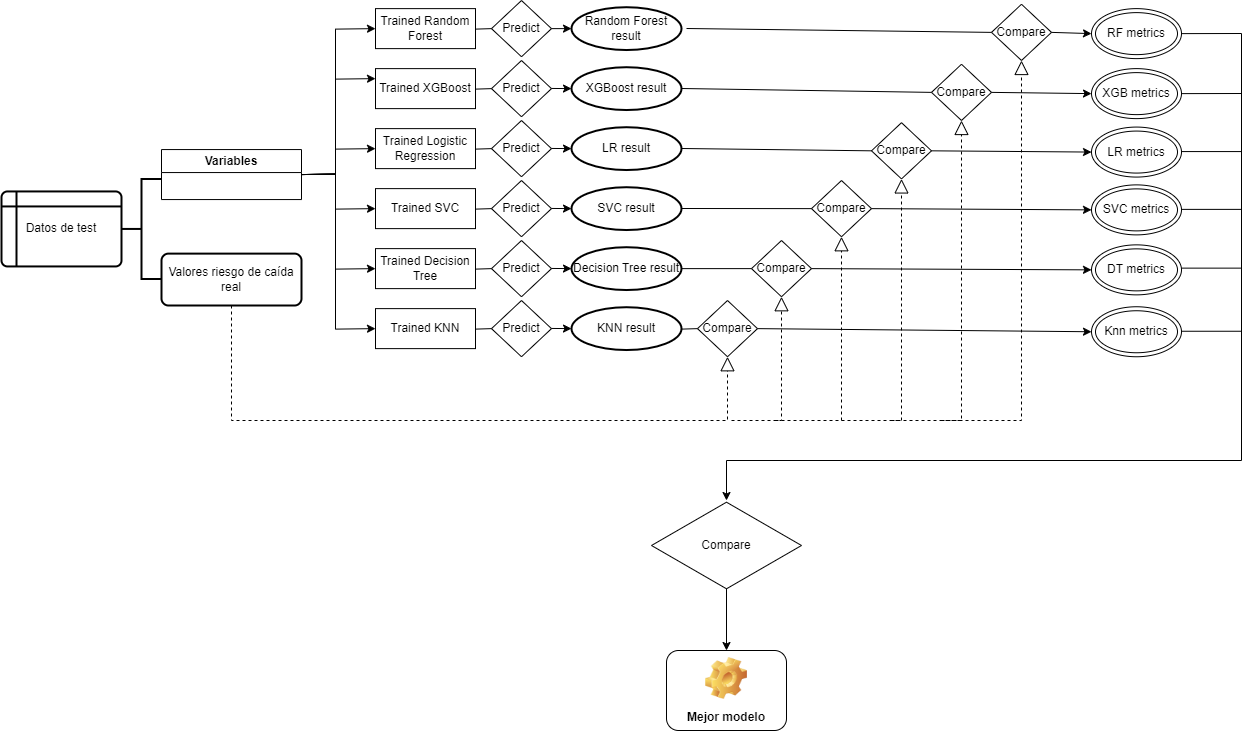 Trained Random
Forest
Predict
Random Forest
result
Compare
RF metrics
Trained XGBoost
Predict
XGBoost result
Compare
XGB metrics
Trained Logistic
Regression
Predict
LR result
Compare
LR metrics
Variables
Trained SVC
Predict
SVC result
Compare
SVC metrics
Datos de test
Trained Decision
Tree
Predict
Decision Tree result
Compare
DT metrics
Valores riesgo de caída
real
Trained KNN
Predict
KNN result
Compare
Knn metrics
Compare
Mejor modelo